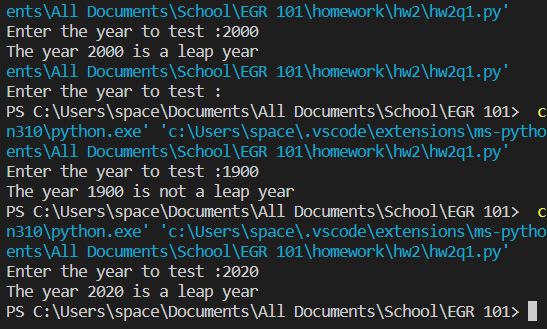 ents\All Documents\School\EGR 101\homework\hw2\hw2q1.py'
Enter the year to test :2000
The year 2000 is a leap year
ents\All Documents\School\EGR 101\homework\hw2\hw2q1.py'
Enter the year to test :
PS C:\Users\space\Documents\All Documents\School\EGR 101>  c
n310\python.exe' 'c:\Users\space\.vscode\extensions\ms-pytho
ents\All Documents\School\EGR 101\homework\hw2\hw2q1.py'
Enter the year to test :1900
The year 1900 is not a leap year
PS C:\Users\space\Documents\All Documents\School\EGR 101>  c
n310\python.exe' 'c:\Users\space\.vscode\extensions\ms-pytho
ents\All Documents\School\EGR 101\homework\hw2\hw2q1.py'
Enter the year to test :2020
The year 2020 is a leap year
PS C:\Users\space\Documents\All Documents\School\EGR 101>